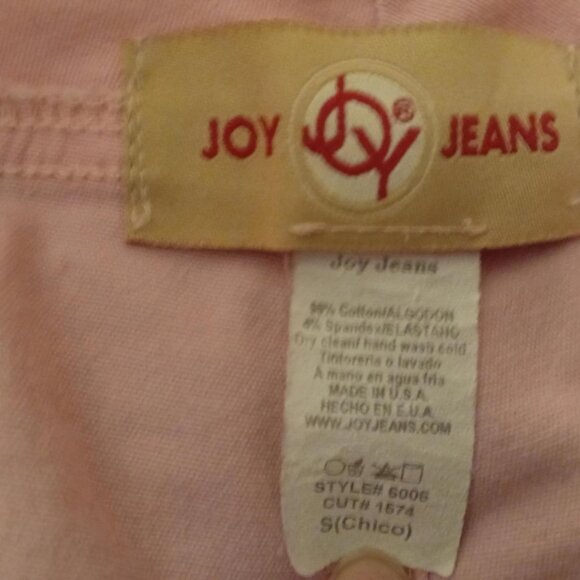 JOY JOY® JEANS
Joy Jeans
96% Cotton/ALGODON
4% Spandex/ELASTANO
Dry clean/ hand wash cold
Tintoreria o lavado
A mano en agua fria
MADE IN U.S.A.
HECHO EN E.U.A.
WWW.JOYJEANS.COM
STYLE# 6006
CUT# 1574
S(Chico)